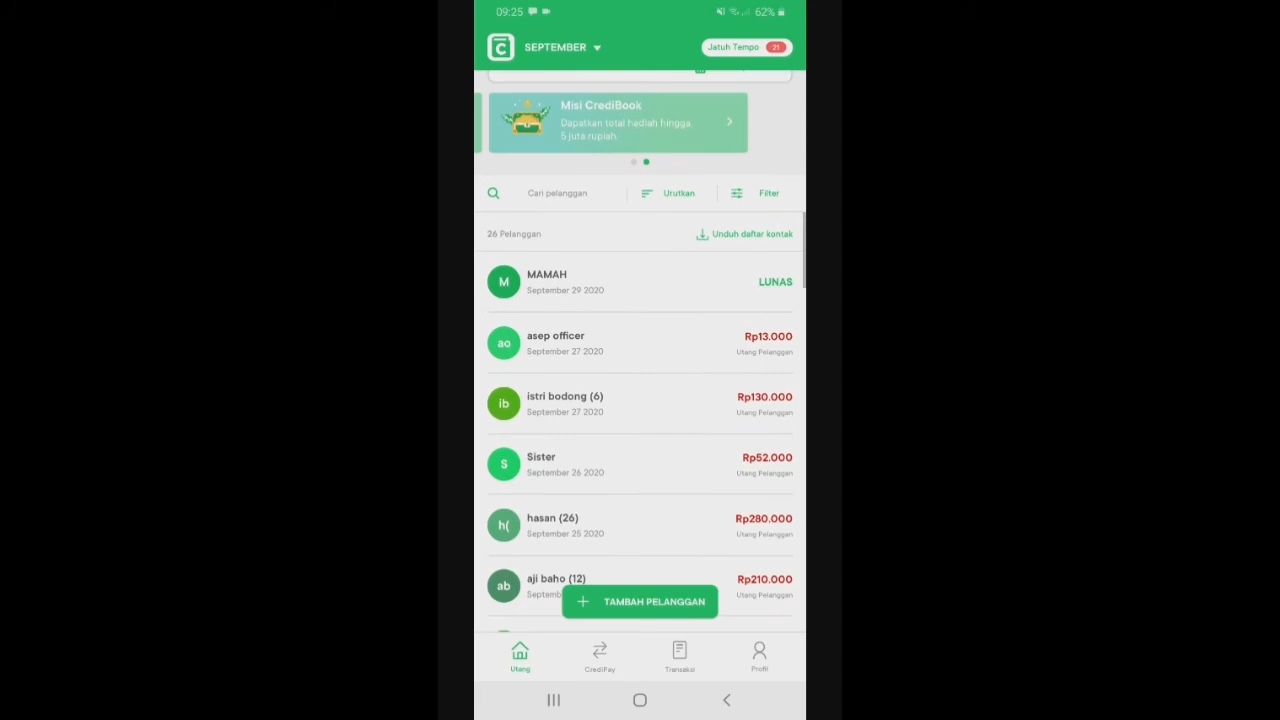 09:25
62%
C
SEPTEMBER
Jatuh Tempo 21
Misi CrediBook
Dapatkan total hadiah hingga
5 juta rupiah.
Cari pelanggan
Urutkan
Filter
26 Pelanggan
Unduh daftar kontak
M
MAMAH
September 29 2020
LUNAS
ao
asep officer
September 27 2020
Rp13.000
Utang Pelanggan
ib
istri bodong (6)
September 27 2020
Rp130.000
Utang Pelanggan
S
Sister
September 26 2020
Rp52.000
Utang Pelanggan
h(
hasan (26)
September 25 2020
Rp280.000
Utang Pelanggan
ab
aji baho (12)
Rp210.000
Utang Pelanggan
+ TAMBAH PELANGGAN
Utang
CrediPay
Transaksi
Profil